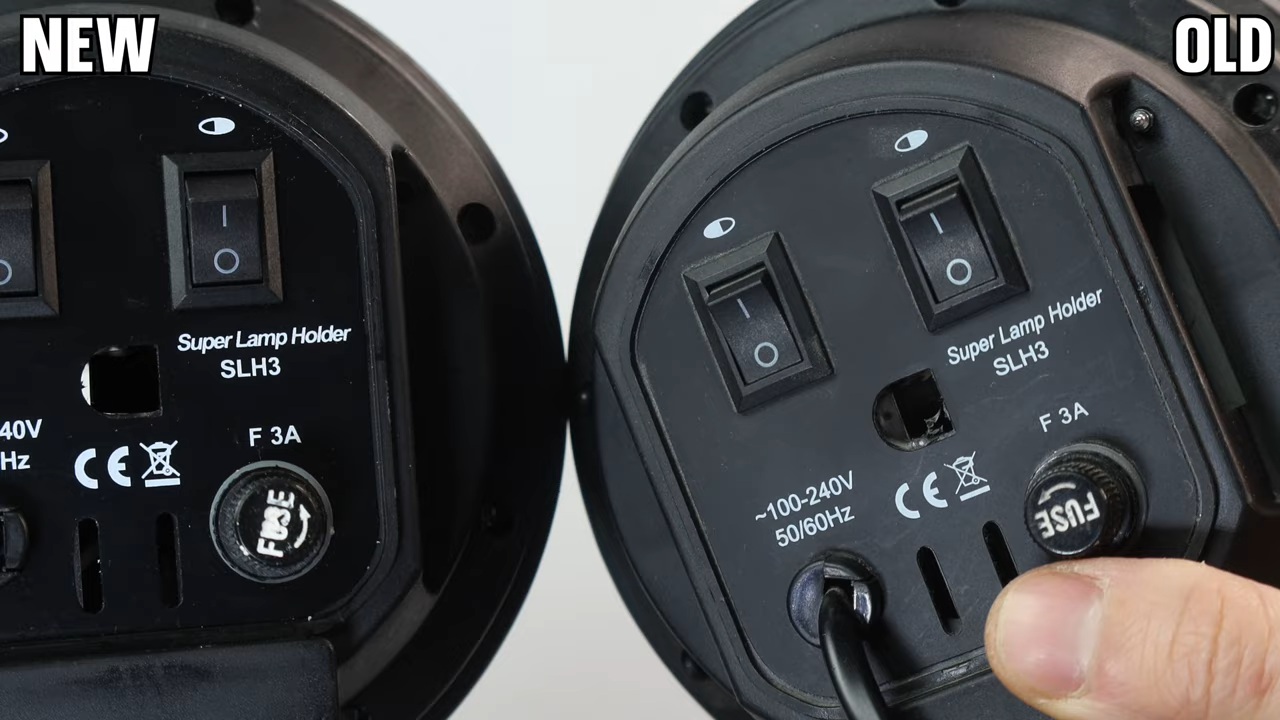 NEW
I
O
O
Super Lamp Holder
SLH3
40V
Hz
CE
F 3A
FUSE
OLD
I
O
I
O
Super Lamp Holder
SLH3
F 3A
~100-240V
50/60Hz
CE
FUSE